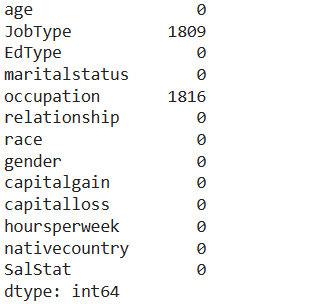 age 0
JobType 1809
EdType 0
maritalstatus 0
occupation 1816
relationship 0
race 0
gender 0
capitalgain 0
capitalloss 0
hoursperweek 0
nativecountry 0
SalStat 0
dtype: int64